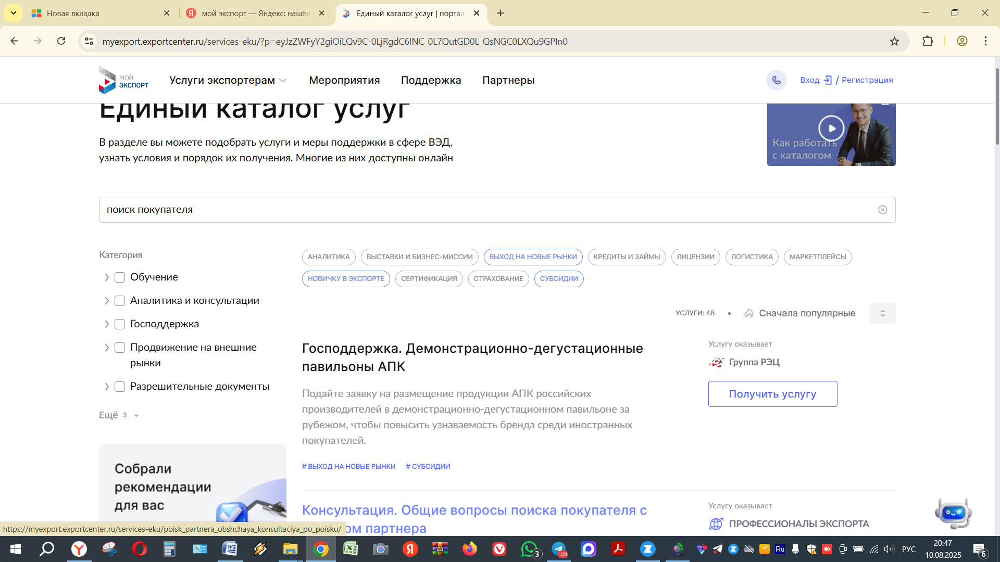 Новая вкладка
мой экспорт — Яндекс: нашёл
Единый каталог услуг | портал
myexport.exportcenter.ru/services-eku/?p=eyJzZWFyY2giOiLQv9C-0LjRgdC6INC_0L7QutGD0L_QsNGC0LXQu9GPIn0
МОЙ
ЭКСПОРТ
Услуги экспортерам
Мероприятия
Поддержка
Партнеры
Вход / Регистрация
Единый каталог услуг
В разделе вы можете подобрать услуги и меры поддержки в сфере ВЭД,
узнать условия и порядок их получения. Многие из них доступны онлайн
Как работать
с каталогом
поиск покупателя
Категория
Обучение
Аналитика и консультации
Господдержка
Продвижение на внешние
рынки
Разрешительные документы
Ещё 3
АНАЛИТИКА
ВЫСТАВКИ И БИЗНЕС-МИССИИ
ВЫХОД НА НОВЫЕ РЫНКИ
КРЕДИТЫ И ЗАЙМЫ
ЛИЦЕНЗИИ
ЛОГИСТИКА
МАРКЕТПЛЕЙСЫ
НОВИЧКУ В ЭКСПОРТЕ
СЕРТИФИКАЦИЯ
СТРАХОВАНИЕ
СУБСИДИИ
УСЛУГИ: 48 • Сначала популярные
Господдержка. Демонстрационно-дегустационные
павильоны АПК
Подайте заявку на размещение продукции АПК российских
производителей в демонстрационно-дегустационном павильоне за
рубежом, чтобы повысить узнаваемость бренда среди иностранных
покупателей.
# ВЫХОД НА НОВЫЕ РЫНКИ # СУБСИДИИ
Услугу оказывает
Группа РЭЦ
Получить услугу
Собрали
рекомендации
для вас
Консультация. Общие вопросы поиска покупателя с
ом партнера
Услугу оказывает
ПРОФЕССИОНАЛЫ ЭКСПОРТА
https://myexport.exportcenter.ru/services-eku/poisk_partnera_obshchaya_konsultaciya_po_poisku/
3
.08
Ru
РУС
20:47
10.08.2025
6